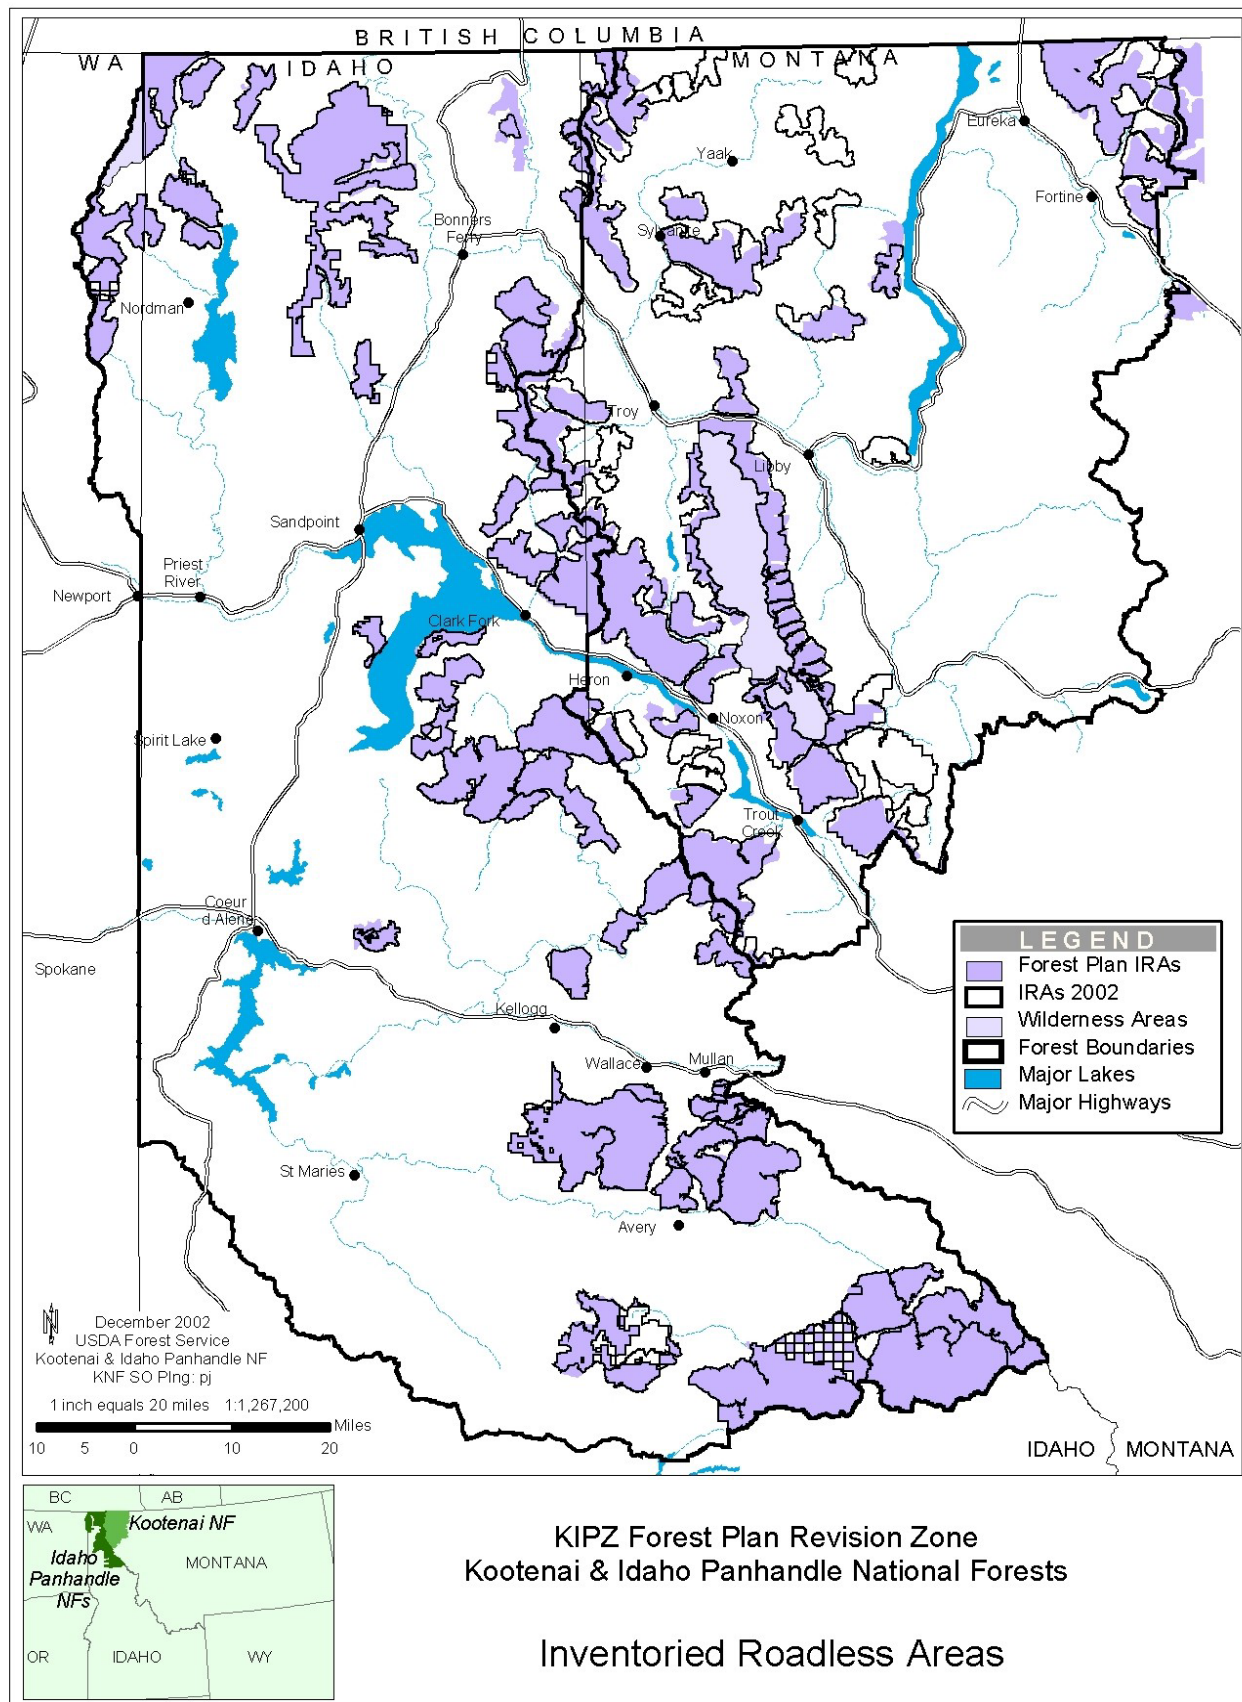 BRITISH COLUMBIA
WA
IDAHO
MONTANA
Eureka
Yaak
Fortine
Bonners
Ferry
Sylvanite
Nordman
Troy
Libby
Sandpoint
Priest
River
Newport
Clark Fork
Heron
Noxon
Spirit Lake
Trout
Creek
Coeur
d Alene
Spokane
Kellogg
Wallace
Mullan
St Maries
Avery
LEGEND
Forest Plan IRAs
IRAs 2002
Wilderness Areas
Forest Boundaries
Major Lakes
Major Highways
N
December 2002
USDA Forest Service
Kootenai & Idaho Panhandle NF
KNF SO Plng: pj
1 inch equals 20 miles 1:1,267,200
Miles
10 5 0 10 20
IDAHO MONTANA
BC AB
WA
Kootenai NF
Idaho
Panhandle
NFs
MONTANA
OR IDAHO WY
KIPZ Forest Plan Revision Zone
Kootenai & Idaho Panhandle National Forests
Inventoried Roadless Areas